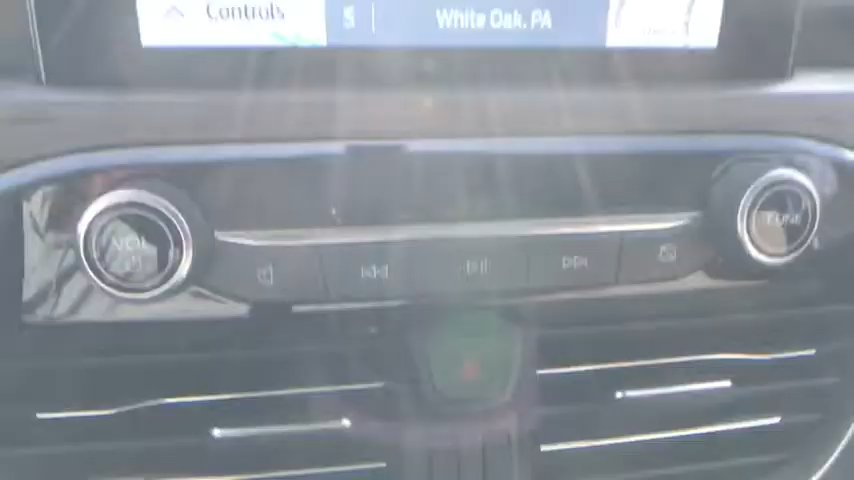 Controls
S
White Oak, PA
VOL
TUNE